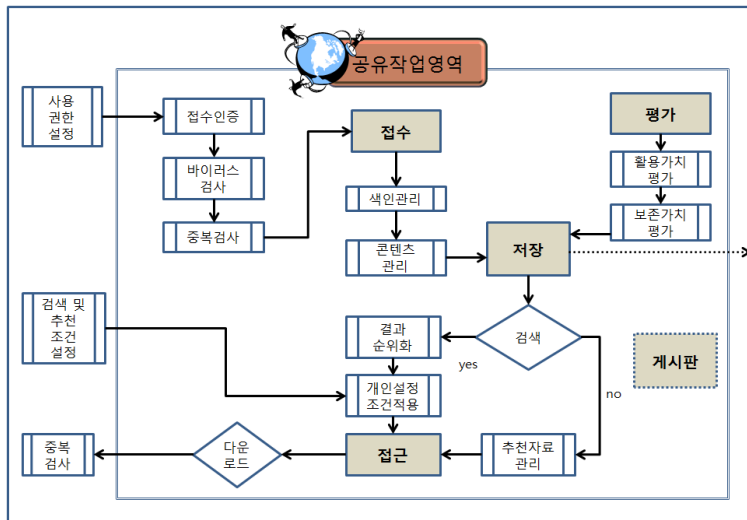 공유작업영역
사용
권한
설정
접수인증
바이러스
검사
중복검사
접수
색인관리
콘텐츠
관리
평가
활용가치
평가
보존가치
평가
저장
검색 및
추천
조건
설정
결과
순위화
yes
검색
no
게시판
개인설정
조건적용
중복
검사
다운
로드
접근
추천자료
관리